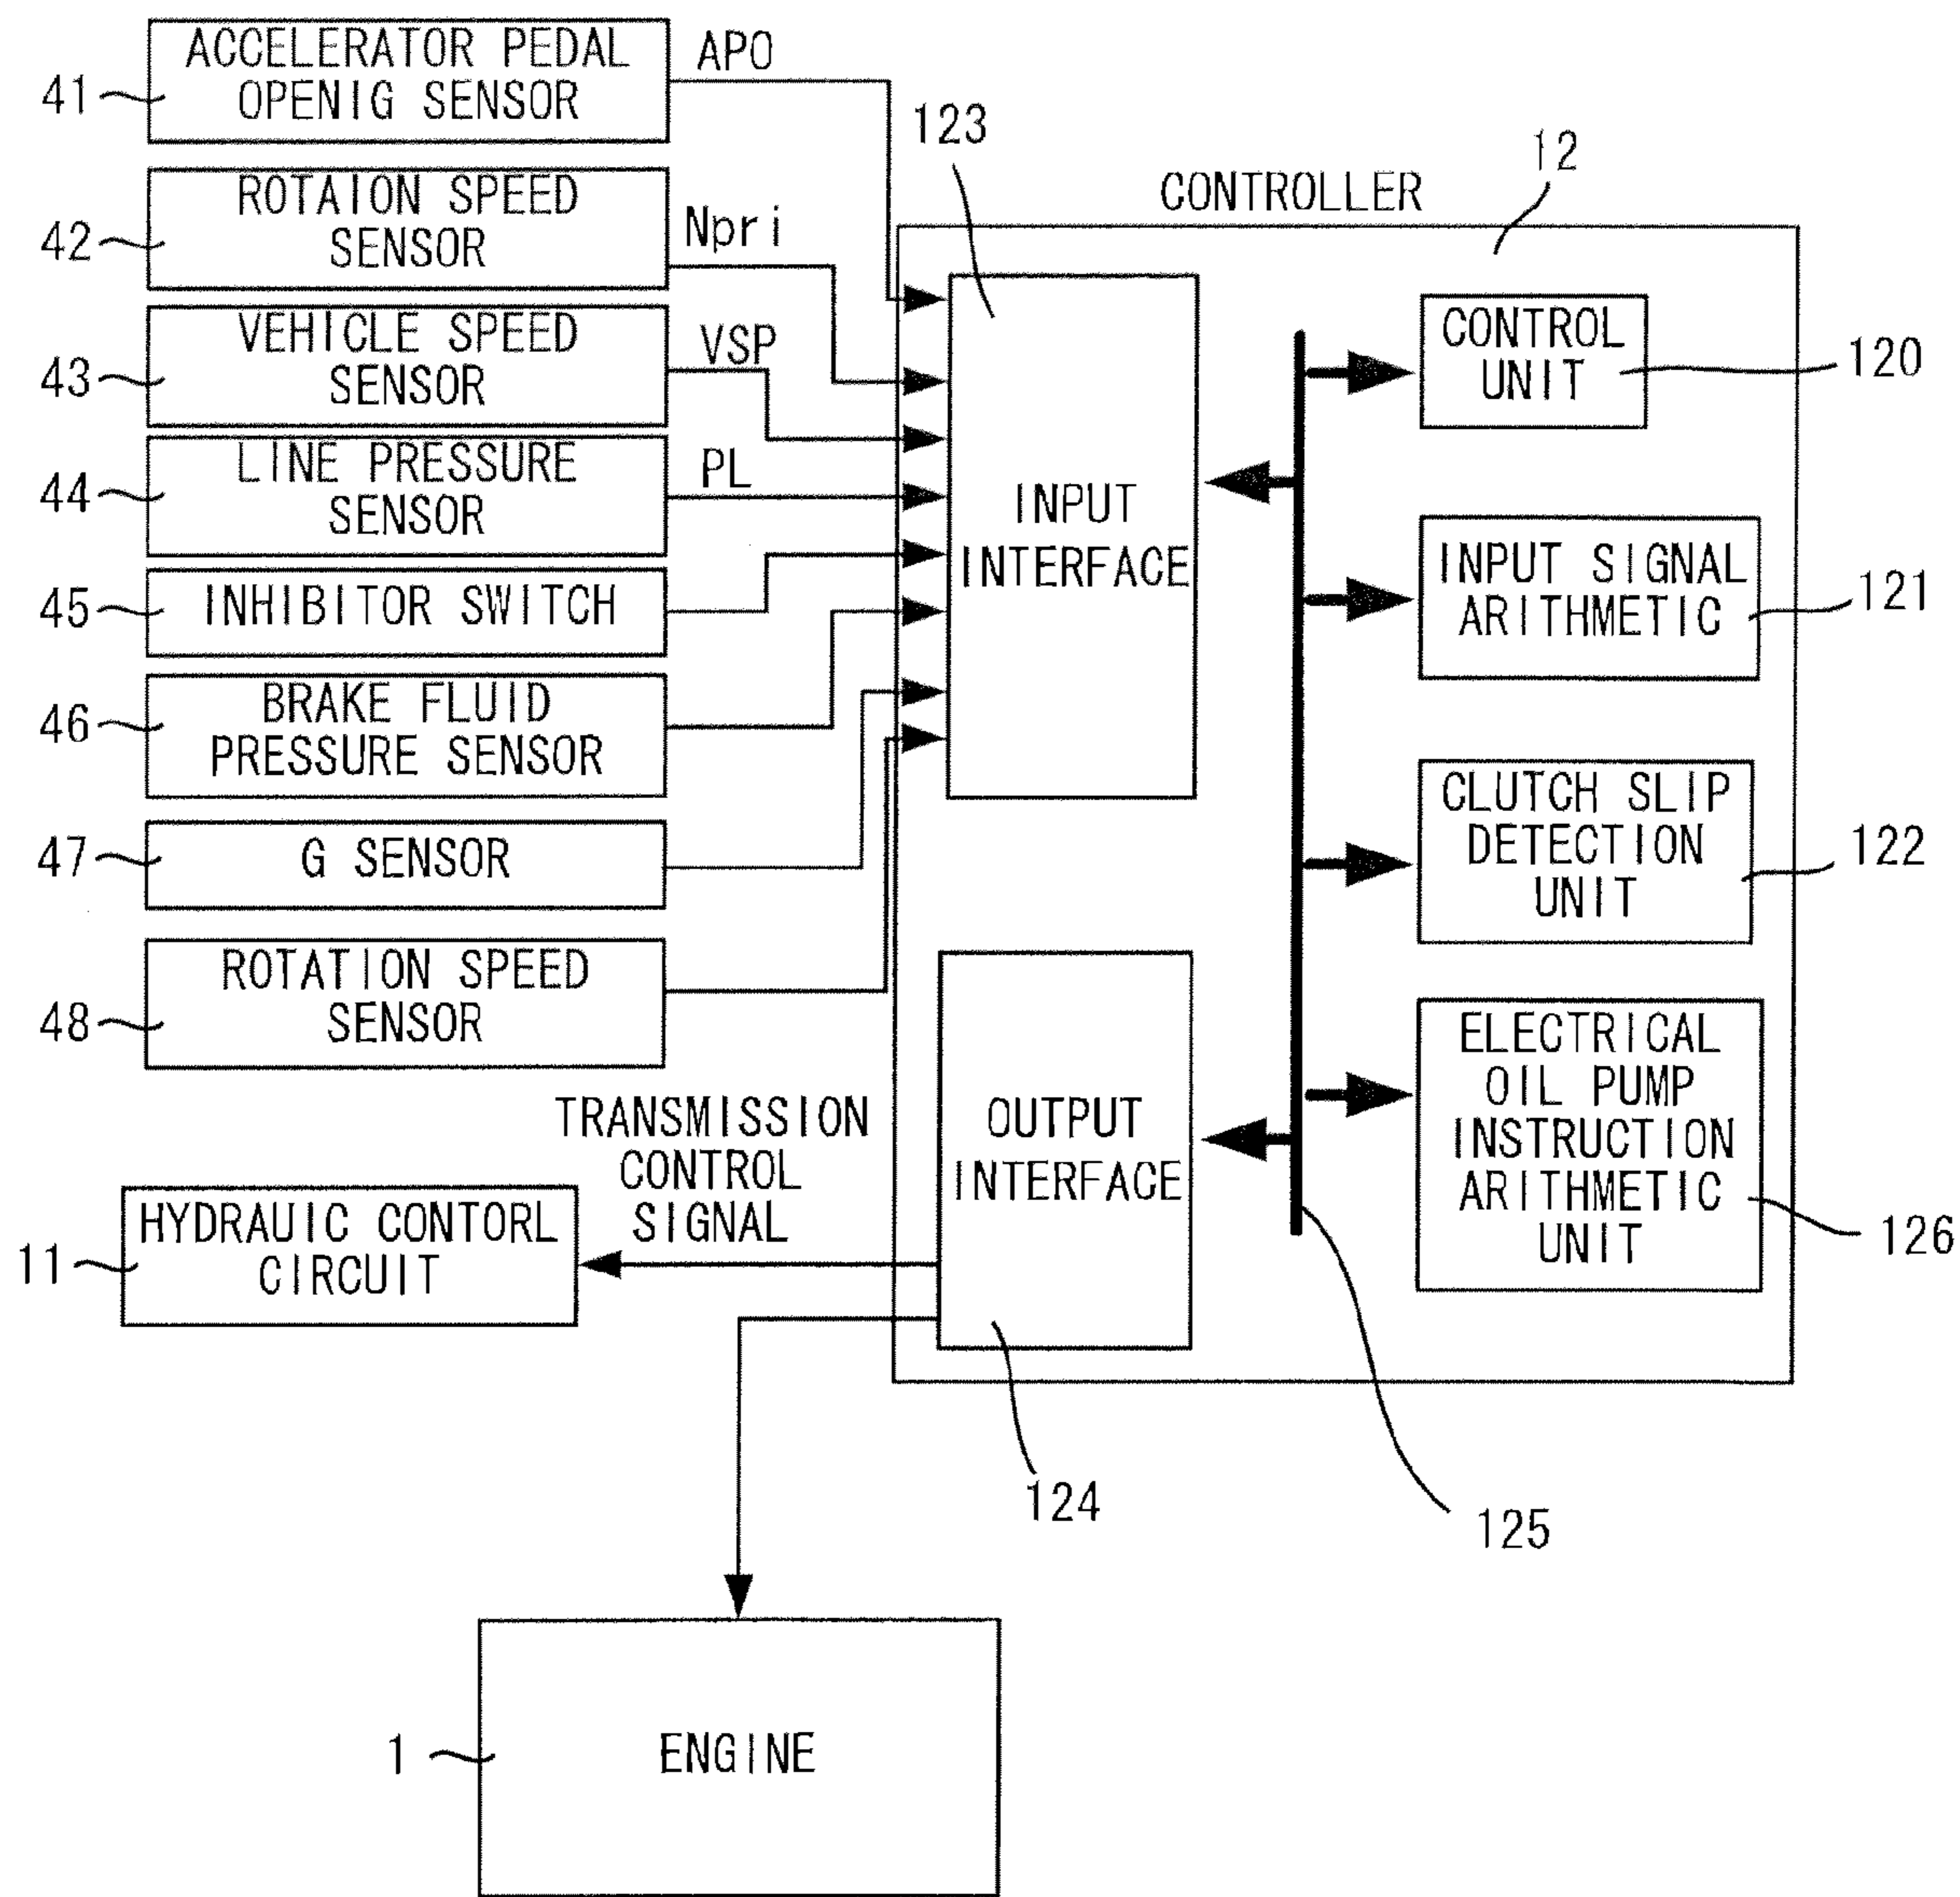 ACCELERATOR PEDAL
OPENIG SENSOR
41
APO
ROTAION SPEED
SENSOR
42
Npri
VEHICLE SPEED
SENSOR
43
VSP
LINE PRESSURE
SENSOR
44
PL
INHIBITOR SWITCH
45
BRAKE FLUID
PRESSURE SENSOR
46
G SENSOR
47
ROTATION SPEED
SENSOR
48
123
CONTROLLER
12
INPUT
INTERFACE
CONTROL
UNIT
120
INPUT SIGNAL
ARITHMETIC
121
CLUTCH SLIP
DETECTION
UNIT
122
ELECTRICAL
OIL PUMP
INSTRUCTION
ARITHMETIC
UNIT
126
OUTPUT
INTERFACE
124
125
TRANSMISSION
CONTROL
SIGNAL
HYDRAUIC CONTORL
CIRCUIT
11
ENGINE
1